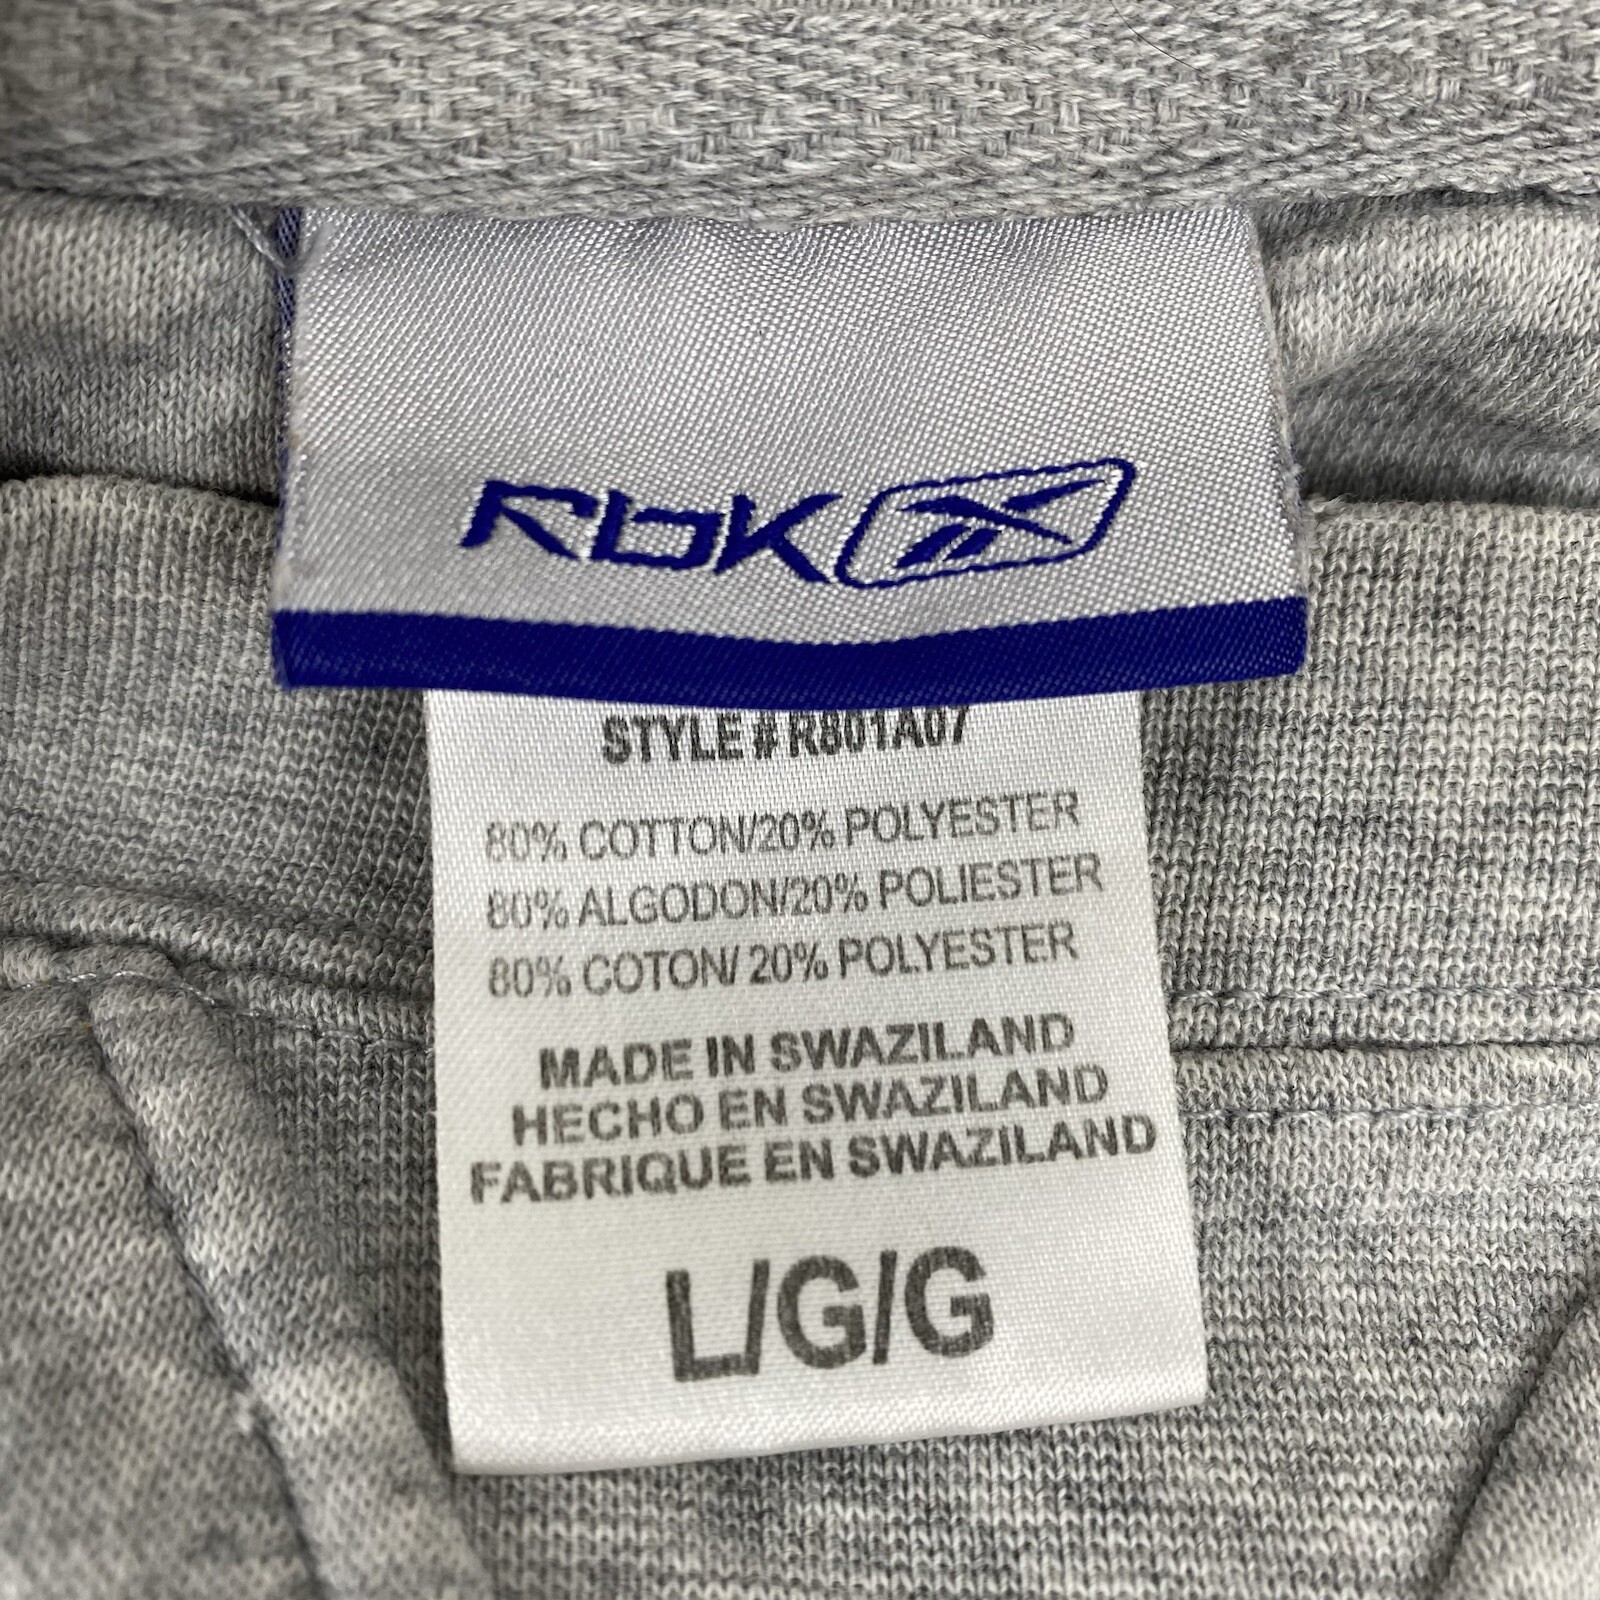 RBK
STYLE # R801A07
80% COTTON/20% POLYESTER
80% ALGODON/20% POLIESTER
80% COTON/ 20% POLYESTER
MADE IN SWAZILAND
HECHO EN SWAZILAND
FABRIQUE EN SWAZILAND
L/G/G